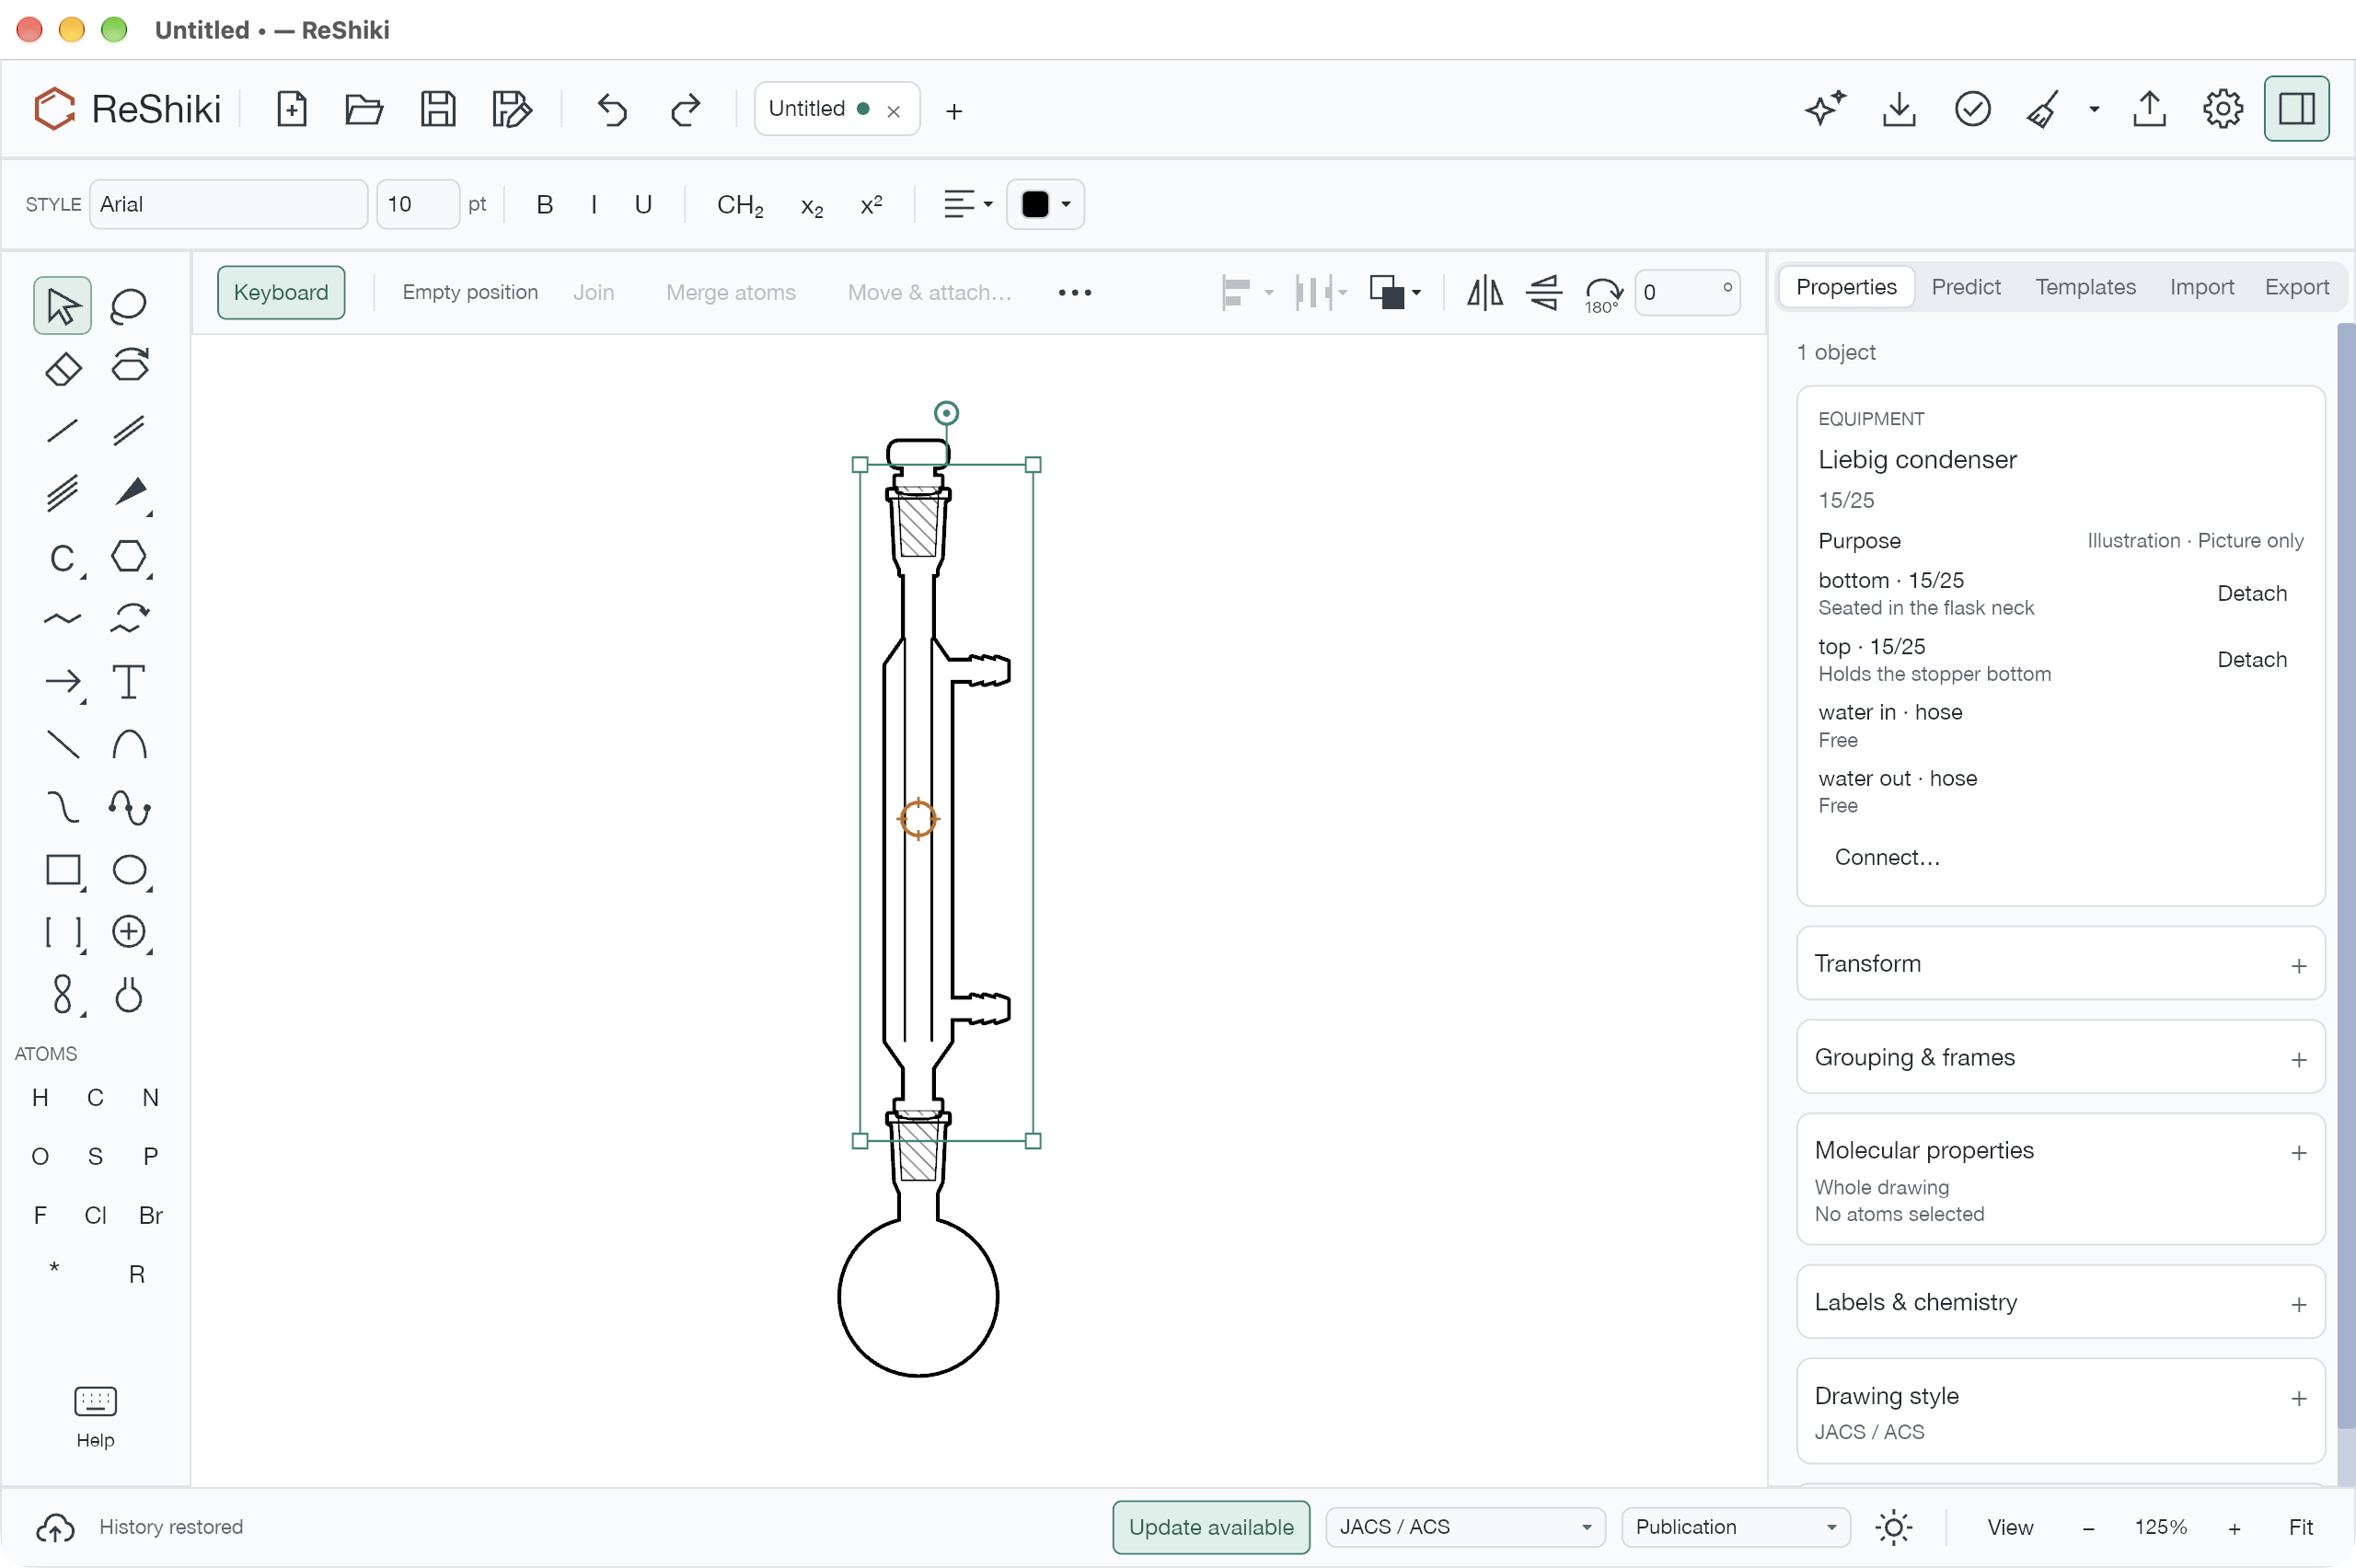 Untitled • — ReShiki
ReShiki
Untitled
STYLE Arial 10 pt B I U CH₂ x₂ x²
Keyboard Empty position Join Merge atoms Move & attach… 180° 0 °
Properties Predict Templates Import Export
1 object
EQUIPMENT
Liebig condenser
15/25
Purpose Illustration · Picture only
bottom · 15/25
Seated in the flask neck
Detach
top · 15/25
Holds the stopper bottom
Detach
water in · hose
Free
water out · hose
Free
Connect…
Transform +
Grouping & frames +
Molecular properties +
Whole drawing
No atoms selected
Labels & chemistry +
Drawing style +
JACS / ACS
C
T
[ ]
ATOMS
H C N
O S P
F Cl Br
* R
Help
History restored
Update available
JACS / ACS
Publication
View – 125% + Fit